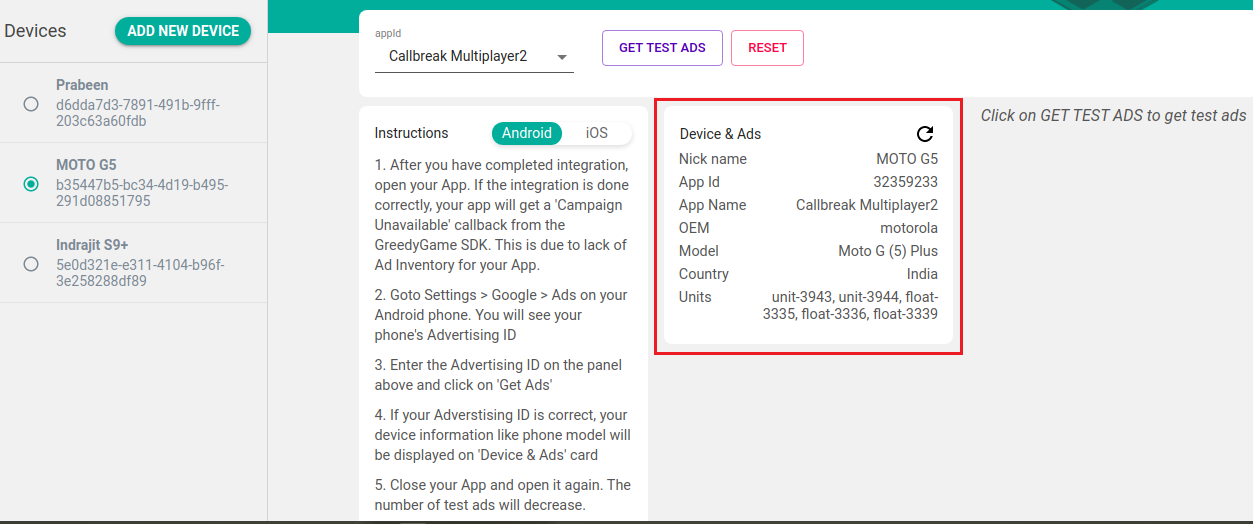 Devices
ADD NEW DEVICE
Prabeen
d6dda7d3-7891-491b-9fff-
203c63a60fdb
MOTO G5
b35447b5-bc34-4d19-b495-
291d08851795
Indrajit S9+
5e0d321e-e311-4104-b96f-
3e258288df89
appId
Callbreak Multiplayer2
GET TEST ADS
RESET
Instructions
Android
iOS
1. After you have completed integration,
open your App. If the integration is done
correctly, your app will get a 'Campaign
Unavailable' callback from the
GreedyGame SDK. This is due to lack of
Ad Inventory for your App.
2. Goto Settings > Google > Ads on your
Android phone. You will see your
phone's Advertising ID
3. Enter the Advertising ID on the panel
above and click on 'Get Ads'
4. If your Adverstising ID is correct, your
device information like phone model will
be displayed on 'Device & Ads' card
5. Close your App and open it again. The
number of test ads will decrease.
Device & Ads
Nick name MOTO G5
App Id 32359233
App Name Callbreak Multiplayer2
OEM motorola
Model Moto G (5) Plus
Country India
Units unit-3943, unit-3944, float-
3335, float-3336, float-3339
Click on GET TEST ADS to get test ads